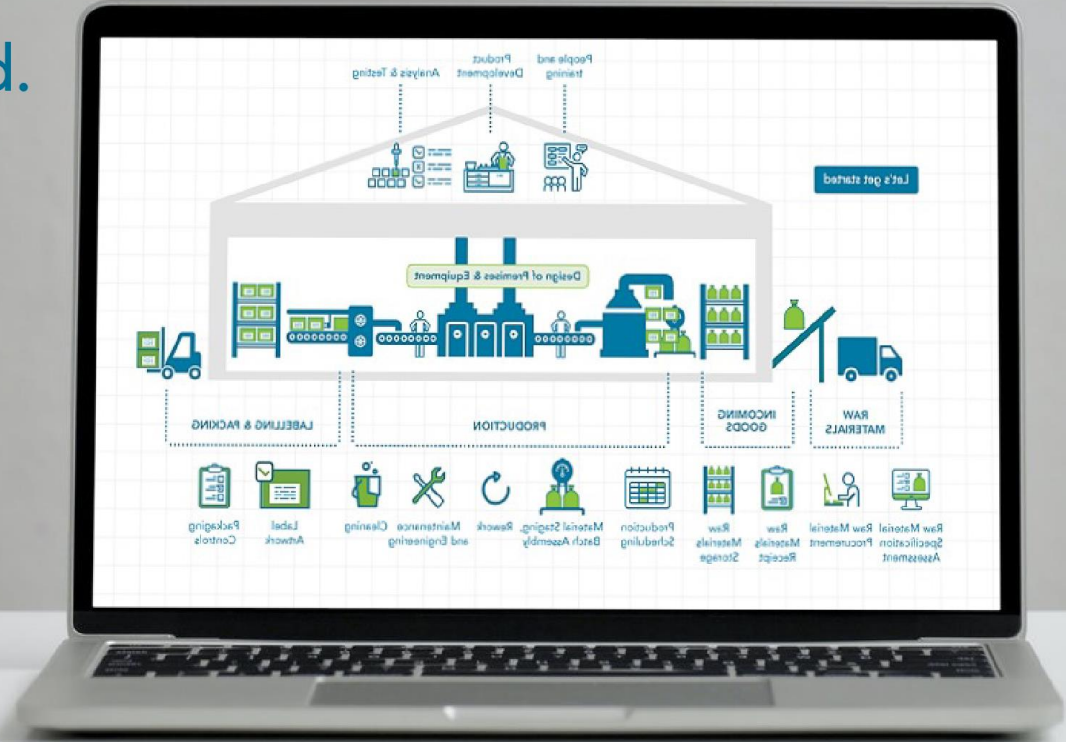 d.
People and
training
Product
Development
Analysis & Testing
Let's get started
Design of Premises & Equipment
RAW
MATERIALS
INCOMING
GOODS
PRODUCTION
LABELLING & PACKING
Raw Material
Specification
Assessment
Raw Material
Procurement
Raw
Materials
Receipt
Raw
Materials
Storage
Production
Scheduling
Material Staging,
Batch Assembly
Rework
Maintenance
and Engineering
Cleaning
Label
Artwork
Packaging
Controls